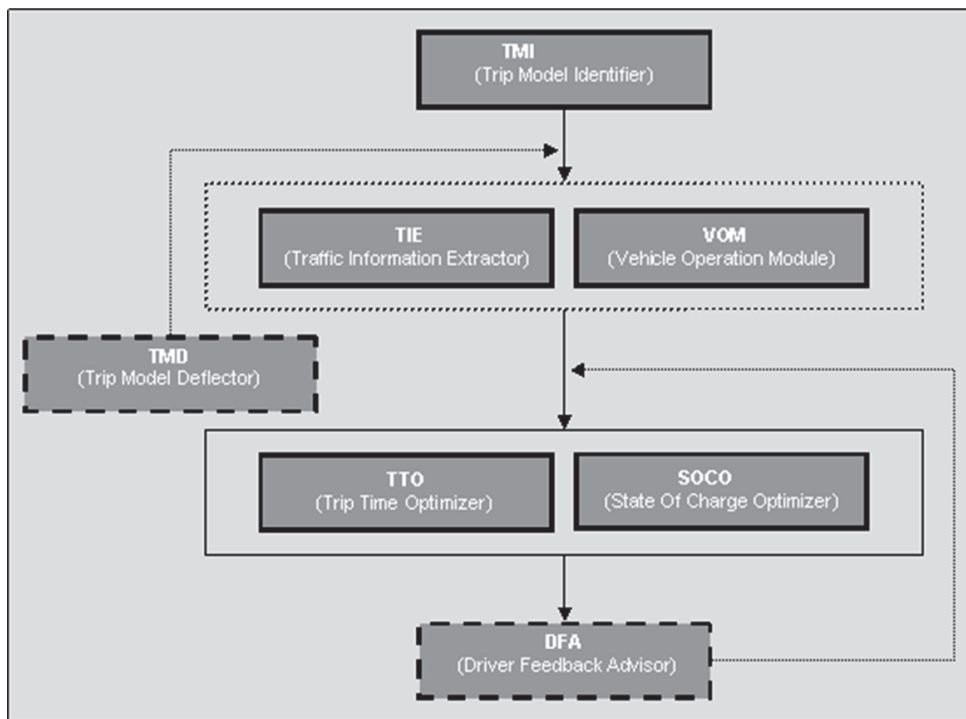 TMI
(Trip Model Identifier)
TIE
(Traffic Information Extractor)
VOM
(Vehicle Operation Module)
TMD
(Trip Model Deflector)
TTO
(Trip Time Optimizer)
SOCO
(State Of Charge Optimizer)
DFA
(Driver Feedback Advisor)